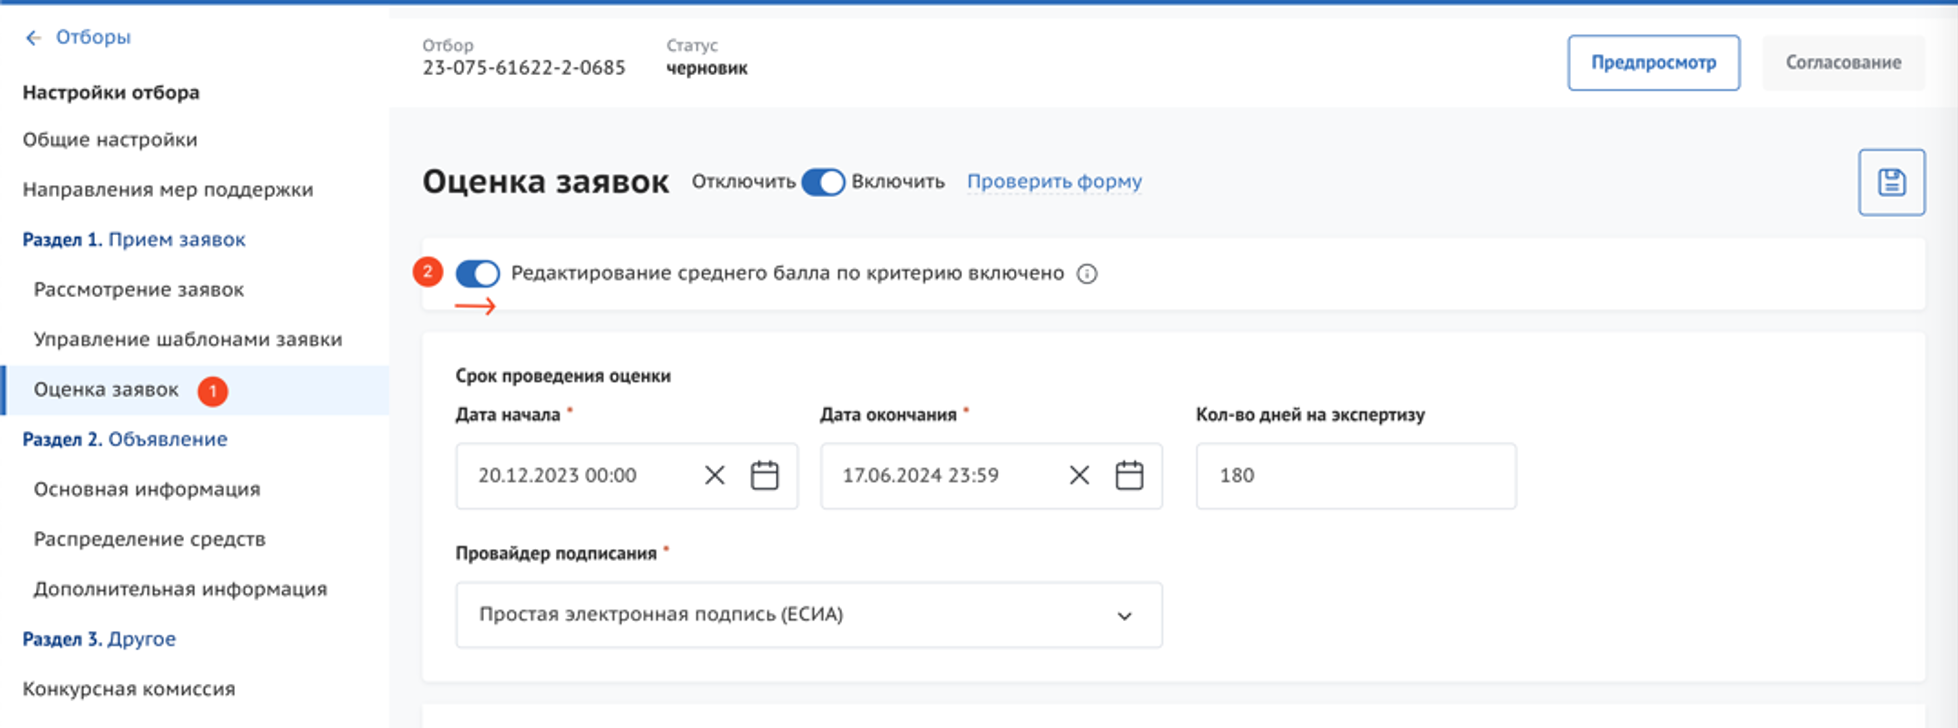 Отборы
Настройки отбора
Общие настройки
Направления мер поддержки
Раздел 1. Прием заявок
Рассмотрение заявок
Управление шаблонами заявки
Оценка заявок 1
Раздел 2. Объявление
Основная информация
Распределение средств
Дополнительная информация
Раздел 3. Другое
Конкурсная комиссия
Отбор Статус
23-075-61622-2-0685 черновик
Предпросмотр Согласование
Оценка заявок Отключить Включить Проверить форму
2 Редактирование среднего балла по критерию включено
Срок проведения оценки
Дата начала * Дата окончания * Кол-во дней на экспертизу
20.12.2023 00:00 17.06.2024 23:59 180
Провайдер подписания *
Простая электронная подпись (ЕСИА)